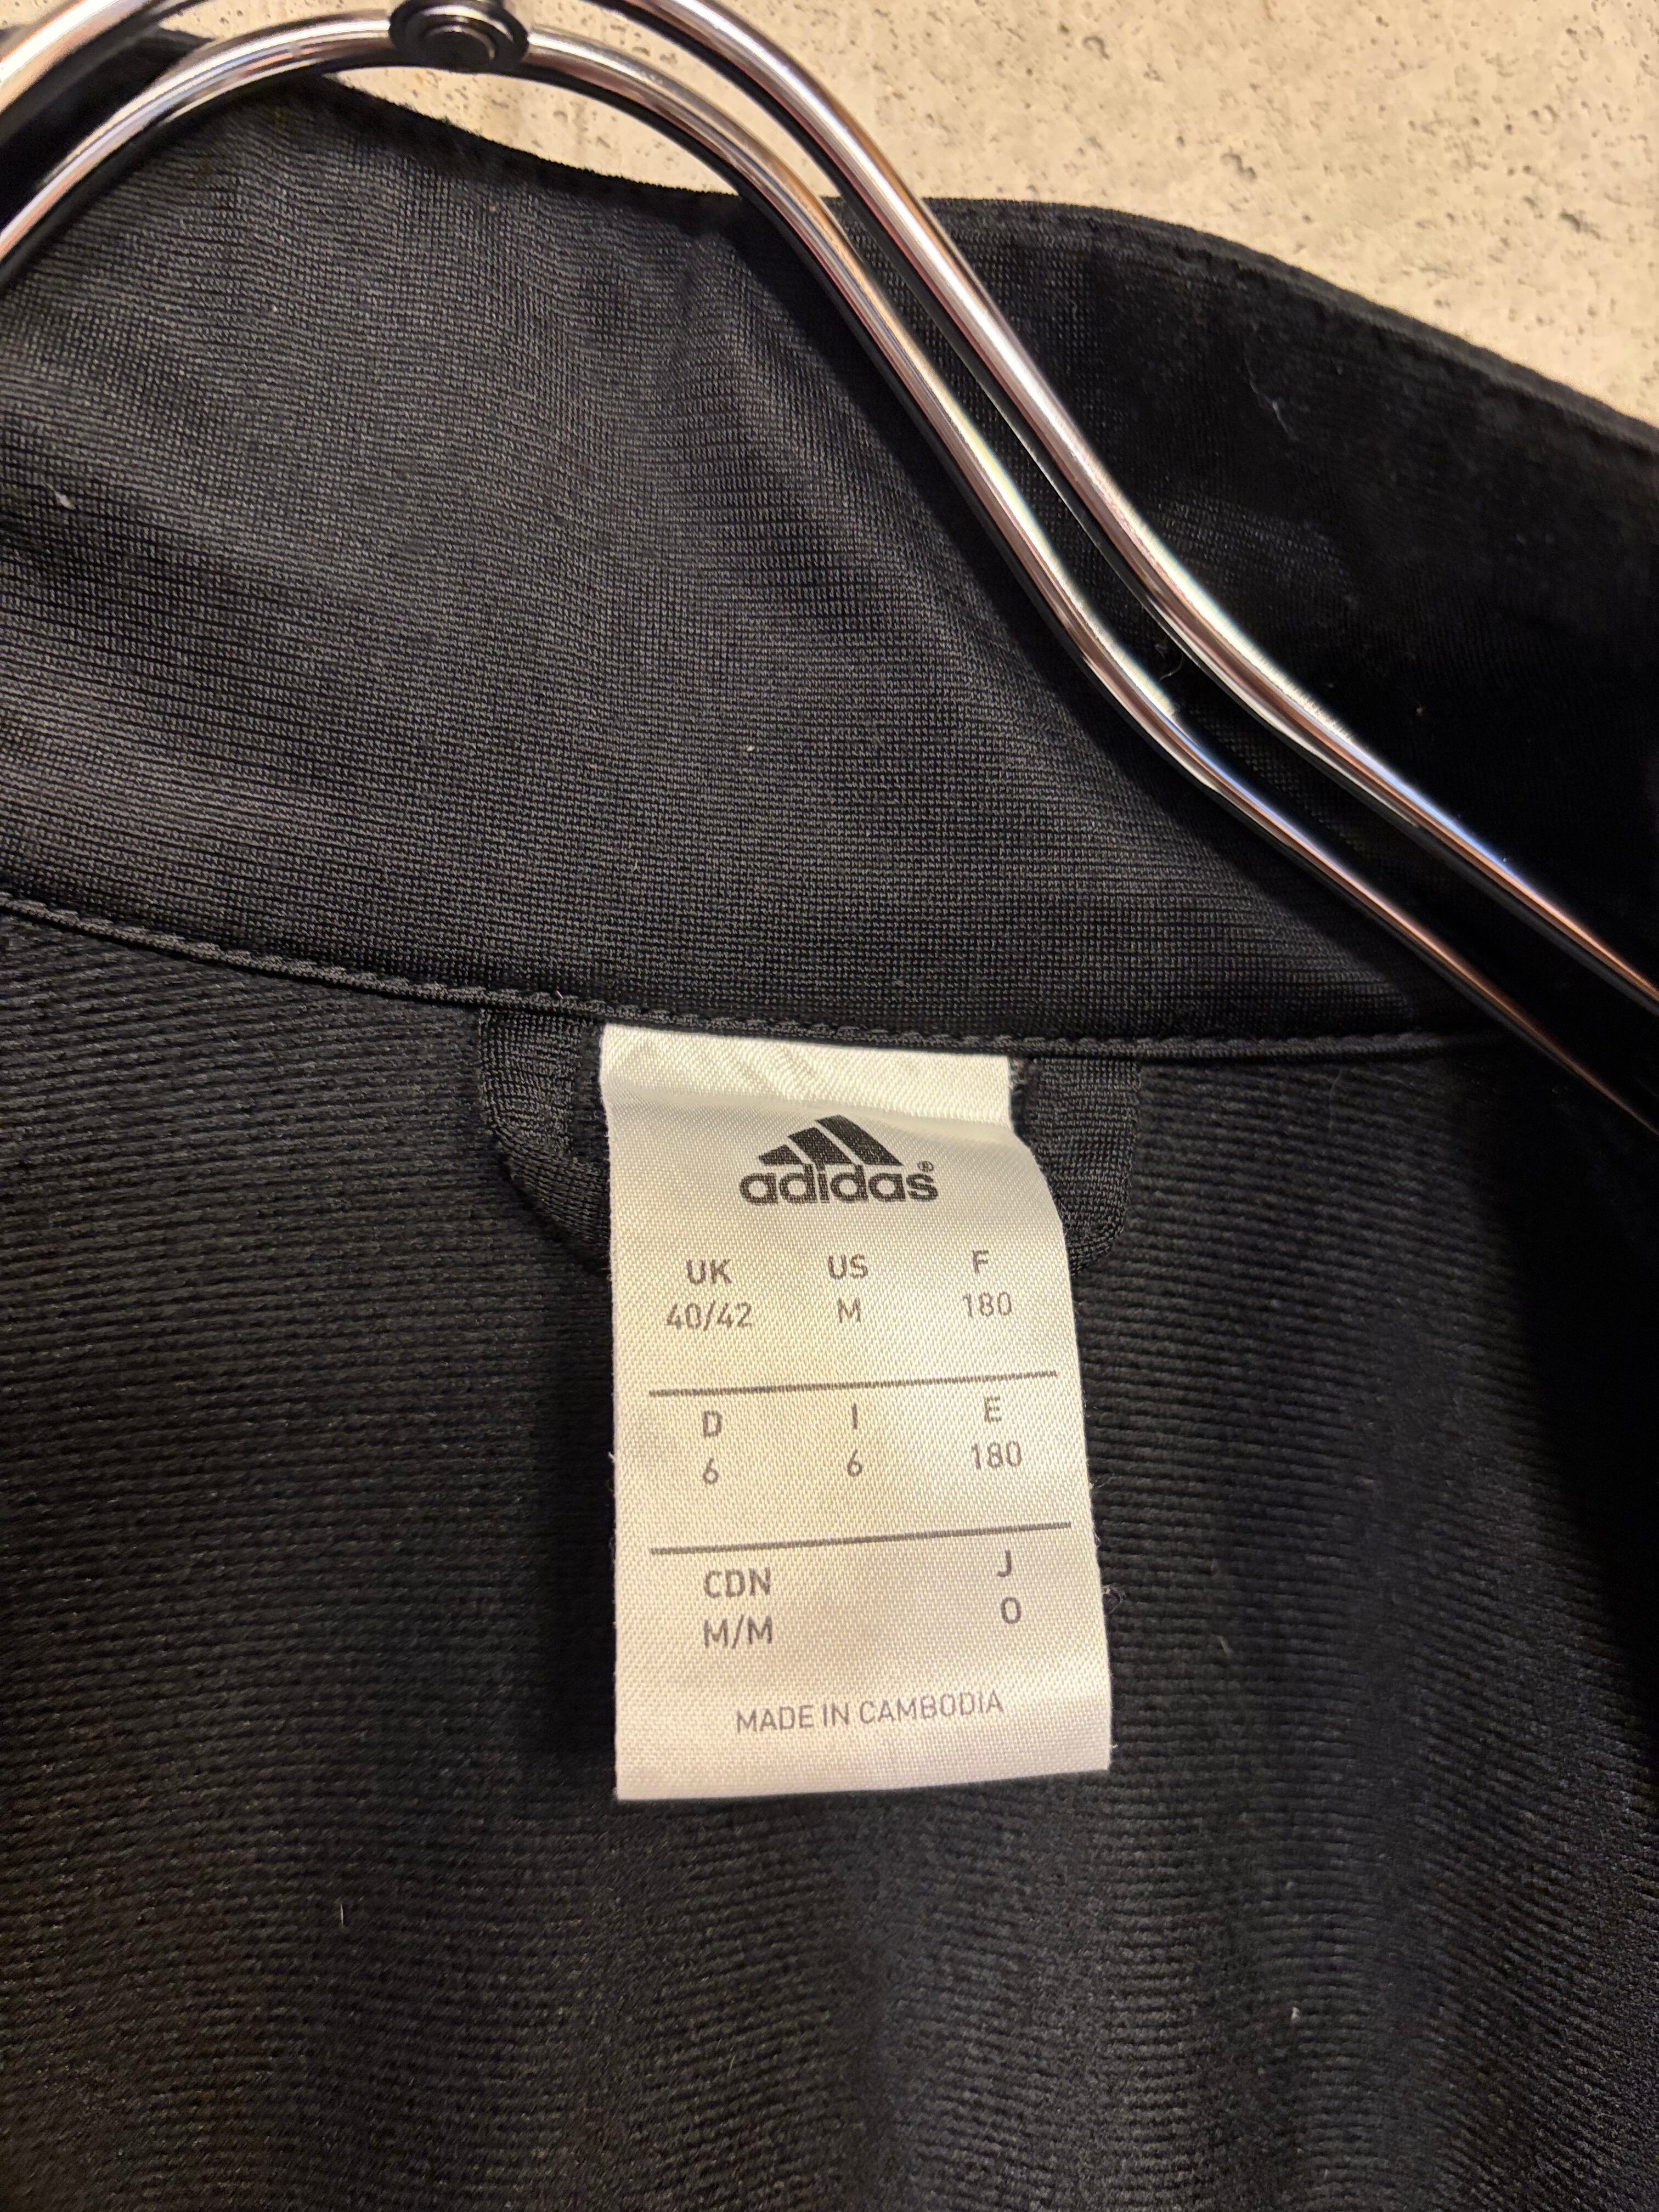 adidas®
UK US F
40/42 M 180
D I E
6 6 180
CDN J
M/M O
MADE IN CAMBODIA